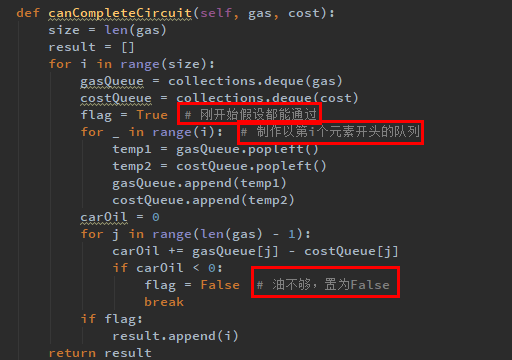 def canCompleteCircuit(self, gas, cost):
    size = len(gas)
    result = []
    for i in range(size):
        gasQueue = collections.deque(gas)
        costQueue = collections.deque(cost)
        flag = True  # 刚开始假设都能通过
        for _ in range(i):  # 制作以第i个元素开头的队列
            temp1 = gasQueue.popleft()
            temp2 = costQueue.popleft()
            gasQueue.append(temp1)
            costQueue.append(temp2)
        carOil = 0
        for j in range(len(gas) - 1):
            carOil += gasQueue[j] - costQueue[j]
            if carOil < 0:
                flag = False  # 油不够，置为False
                break
        if flag:
            result.append(i)
    return result